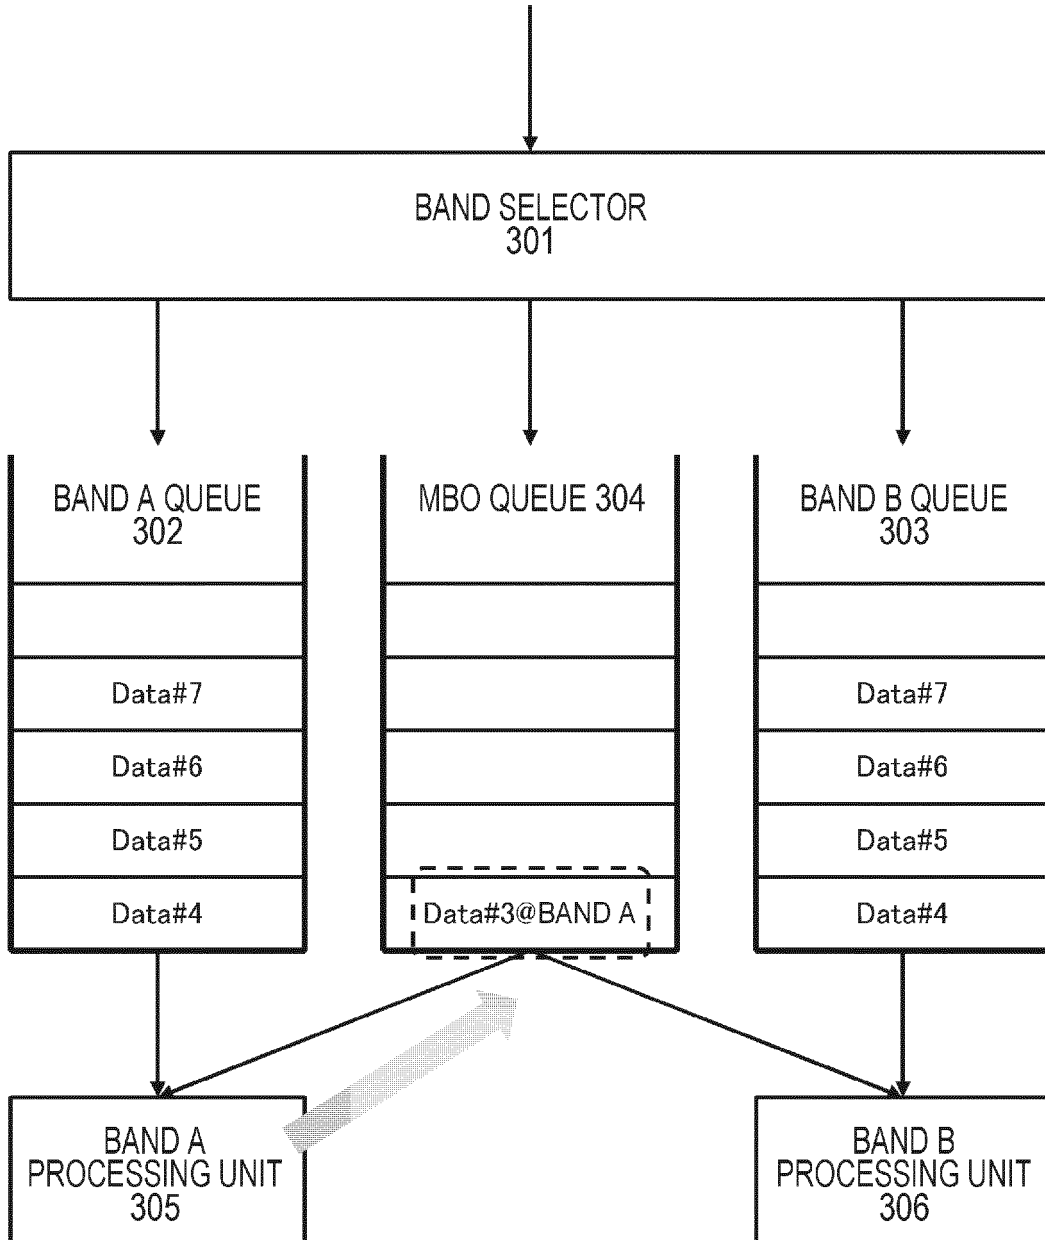 BAND SELECTOR
301
BAND A QUEUE
302
MBO QUEUE 304
BAND B QUEUE
303
Data#7
Data#7
Data#6
Data#6
Data#5
Data#5
Data#4
Data#3@BAND A
Data#4
BAND A
PROCESSING UNIT
305
BAND B
PROCESSING UNIT
306